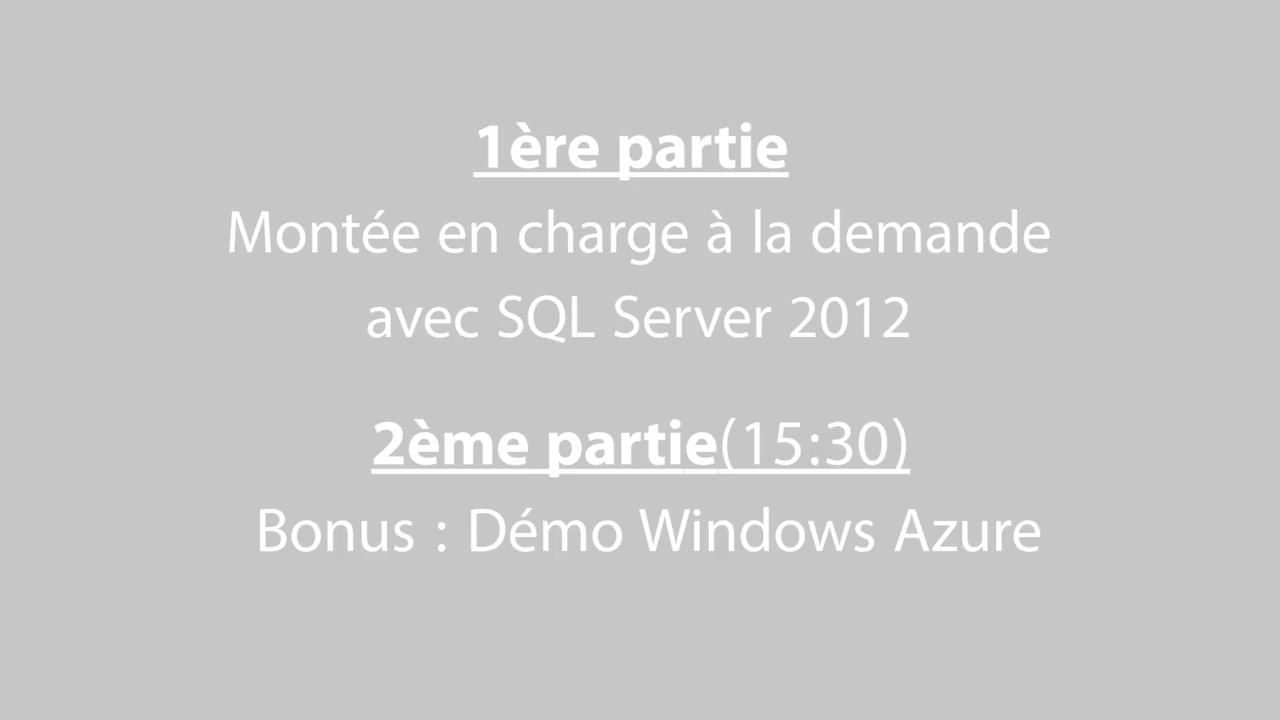 1ère partie
Montée en charge à la demande
avec SQL Server 2012
2ème partie(15:30)
Bonus : Démo Windows Azure